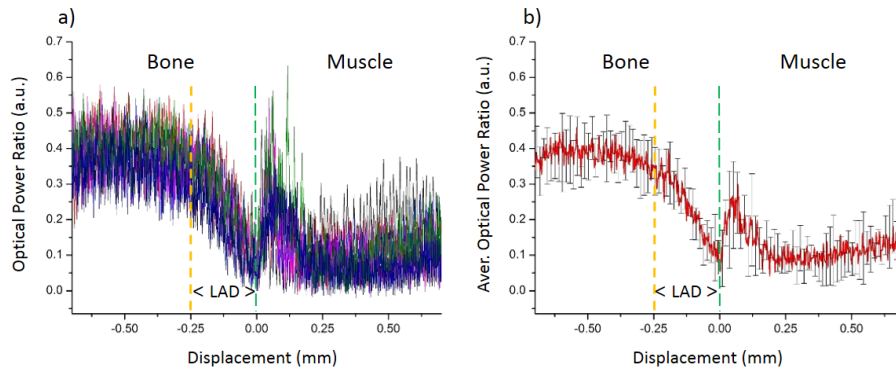 a)
Bone
Muscle
0.7
0.6
0.5
0.4
0.3
0.2
0.1
0.0
Optical Power Ratio (a.u.)
< LAD >
-0.50
-0.25
0.00
0.25
0.50
Displacement (mm)
b)
Bone
Muscle
0.7
0.6
0.5
0.4
0.3
0.2
0.1
0.0
Aver. Optical Power Ratio (a.u.)
< LAD >
-0.50
-0.25
0.00
0.25
0.50
Displacement (mm)